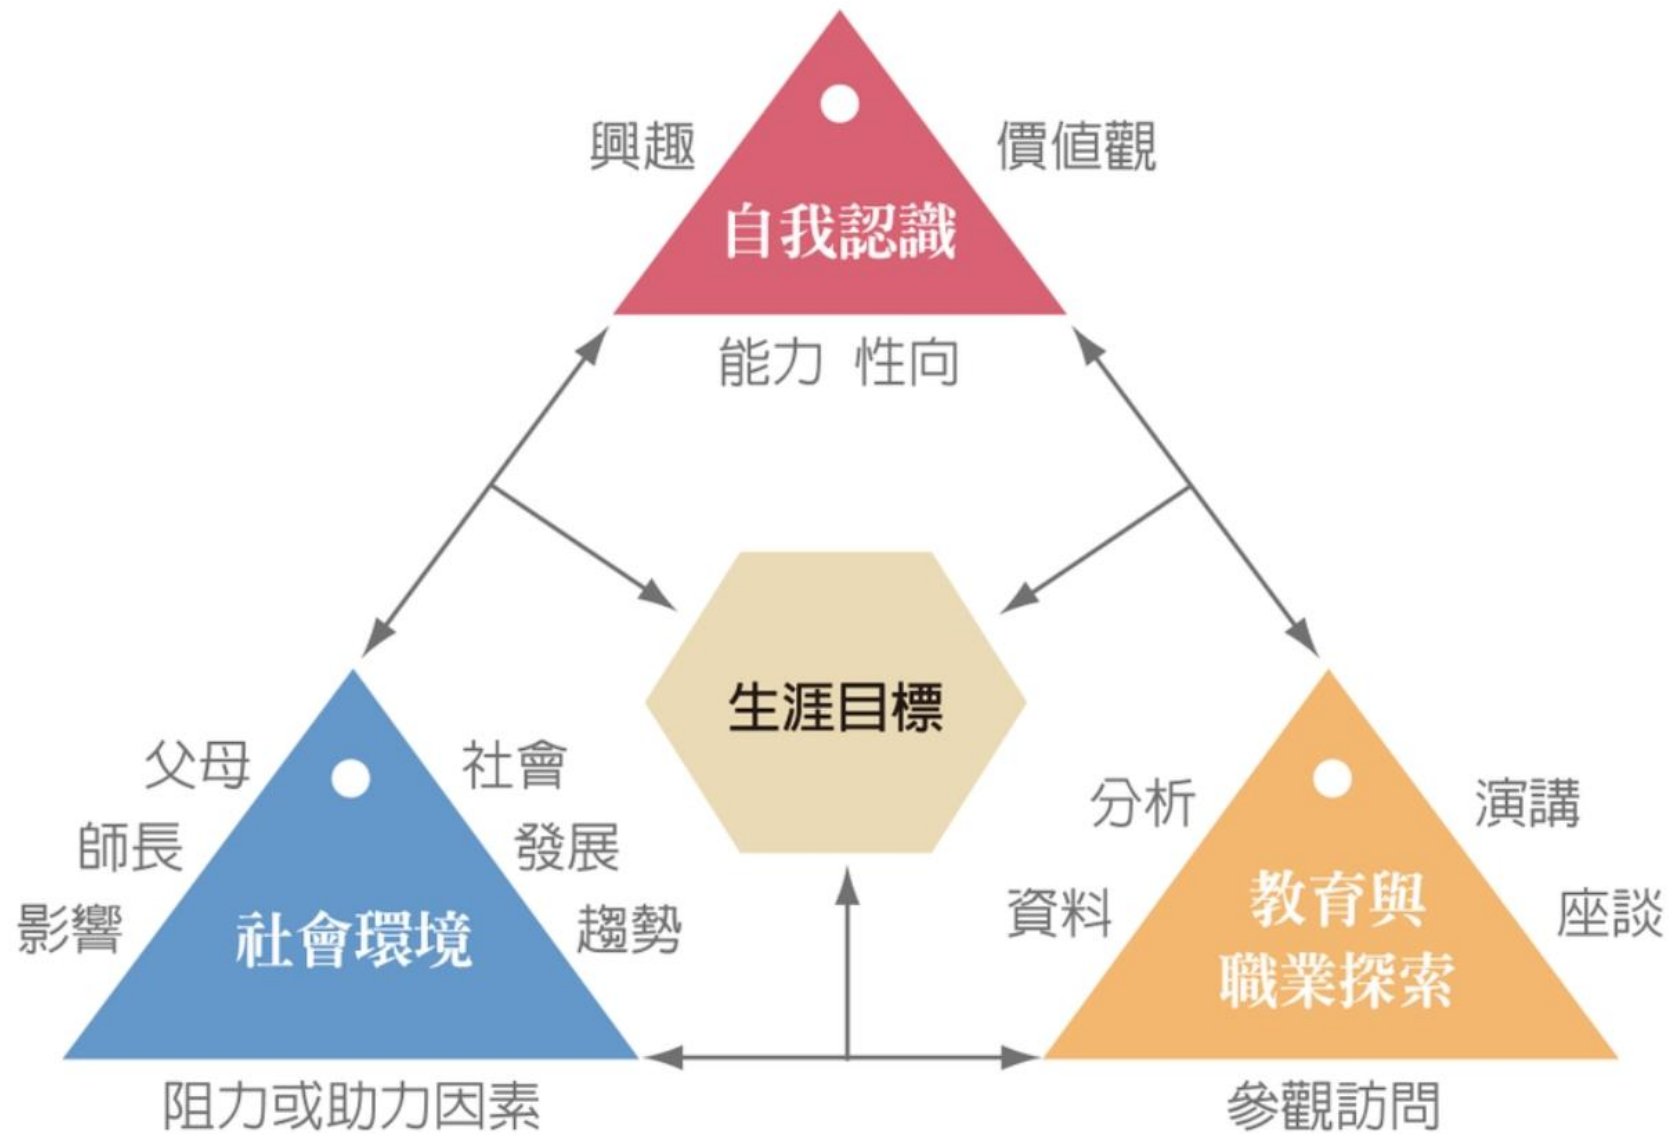 興趣
價值觀
自我認識
能力 性向
生涯目標
父母
師長
影響
社會
發展
趨勢
社會環境
阻力或助力因素
分析
資料
演講
座談
教育與
職業探索
參觀訪問